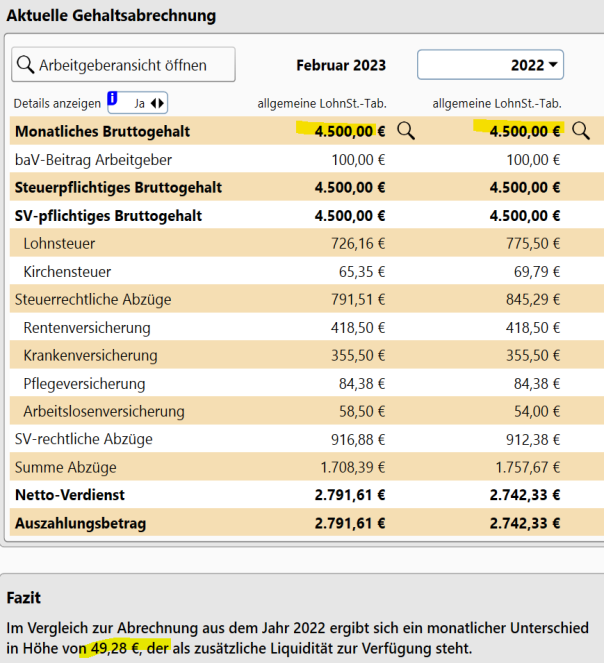 Aktuelle Gehaltsabrechnung
Arbeitgeberansicht öffnen Februar 2023 2022
Details anzeigen i Ja allgemeine LohnSt.-Tab. allgemeine LohnSt.-Tab.
Monatliches Bruttogehalt 4.500,00 € 4.500,00 €
baV-Beitrag Arbeitgeber 100,00 € 100,00 €
Steuerpflichtiges Bruttogehalt 4.500,00 € 4.500,00 €
SV-pflichtiges Bruttogehalt 4.500,00 € 4.500,00 €
Lohnsteuer 726,16 € 775,50 €
Kirchensteuer 65,35 € 69,79 €
Steuerrechtliche Abzüge 791,51 € 845,29 €
Rentenversicherung 418,50 € 418,50 €
Krankenversicherung 355,50 € 355,50 €
Pflegeversicherung 84,38 € 84,38 €
Arbeitslosenversicherung 58,50 € 54,00 €
SV-rechtliche Abzüge 916,88 € 912,38 €
Summe Abzüge 1.708,39 € 1.757,67 €
Netto-Verdienst 2.791,61 € 2.742,33 €
Auszahlungsbetrag 2.791,61 € 2.742,33 €
Fazit
Im Vergleich zur Abrechnung aus dem Jahr 2022 ergibt sich ein monatlicher Unterschied
in Höhe von 49,28 €, der als zusätzliche Liquidität zur Verfügung steht.